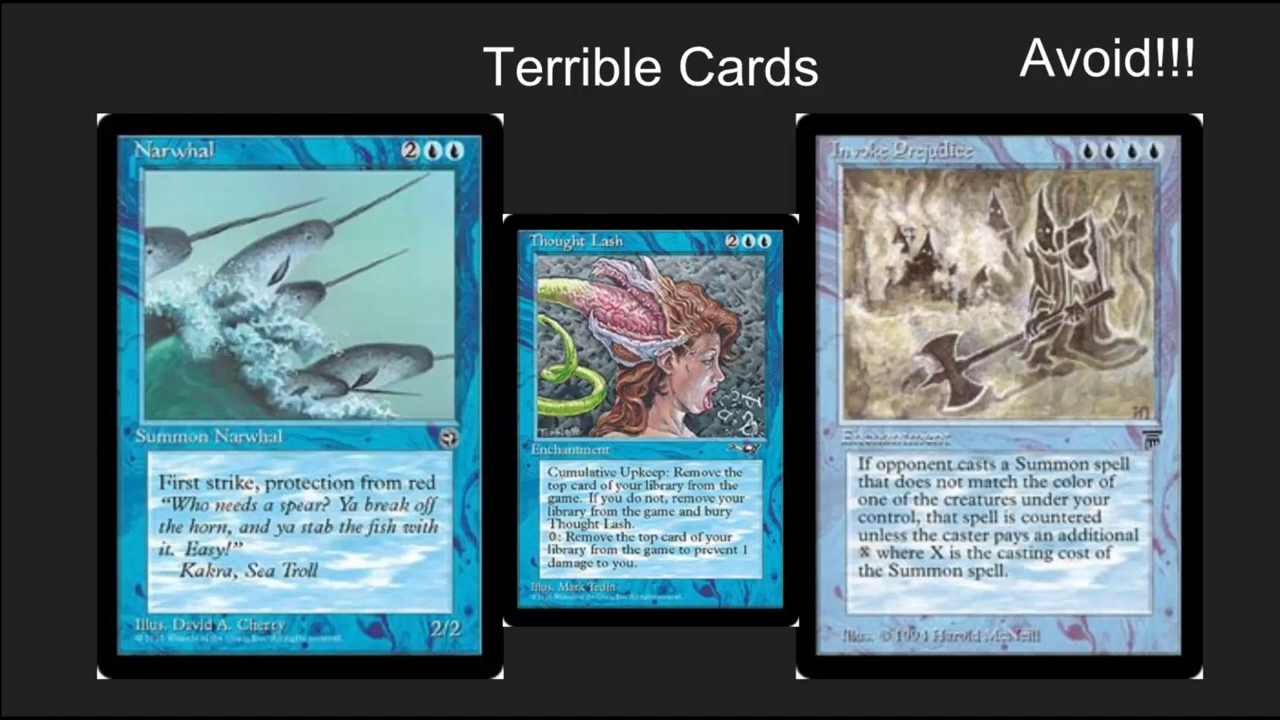 Terrible Cards
Avoid!!!
Narwhal 2
Summon Narwhal
First strike, protection from red
“Who needs a spear? Ya break off
the horn, and ya stab the fish with
it. Easy!”
Kakra, Sea Troll
Illus. David A. Cherry
2/2
Thought Lash 2
Enchantment
Cumulative Upkeep: Remove the
top card of your library from the
game. If you do not, remove your
library from the game and bury
Thought Lash.
0: Remove the top card of your
library from the game to prevent 1
damage to you.
Illus. Mark Tedin
Invoke Prejudice
Enchantment
If opponent casts a Summon spell
that does not match the color of
one of the creatures under your
control, that spell is countered
unless the caster pays an additional
X where X is the casting cost of
the Summon spell.
Illus. © 1994 Harold McNeill